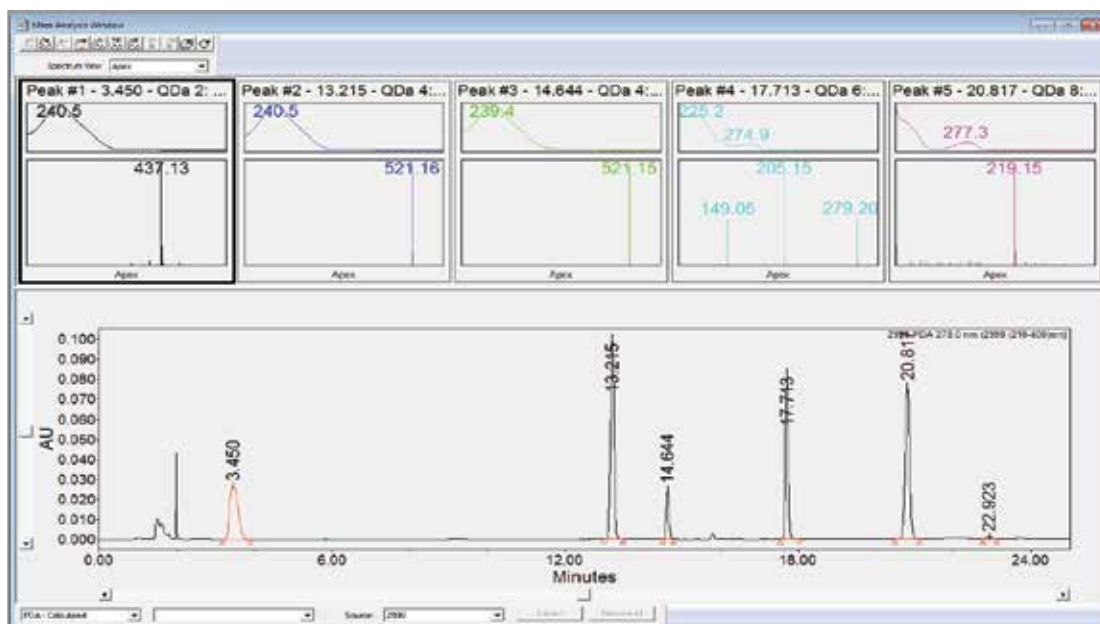 Mass Analysis Window
Spectrum View: Apex
Peak #1 - 3.450 - QDa 2: ...
240.5
437.13
Apex
Peak #2 - 13.215 - QDa 4:...
240.5
521.16
Apex
Peak #3 - 14.644 - QDa 4:...
239.4
521.15
Apex
Peak #4 - 17.713 - QDa 6:...
225.2
274.9
205.15
149.05
279.20
Apex
Peak #5 - 20.817 - QDa 8:...
277.3
219.15
Apex
AU
0.100
0.090
0.080
0.070
0.060
0.050
0.040
0.030
0.020
0.010
0.000
3.450
13.215
14.644
17.713
20.817
22.923
0.00
6.00
12.00
18.00
24.00
Minutes
PDA - Calculated
Source: 2998